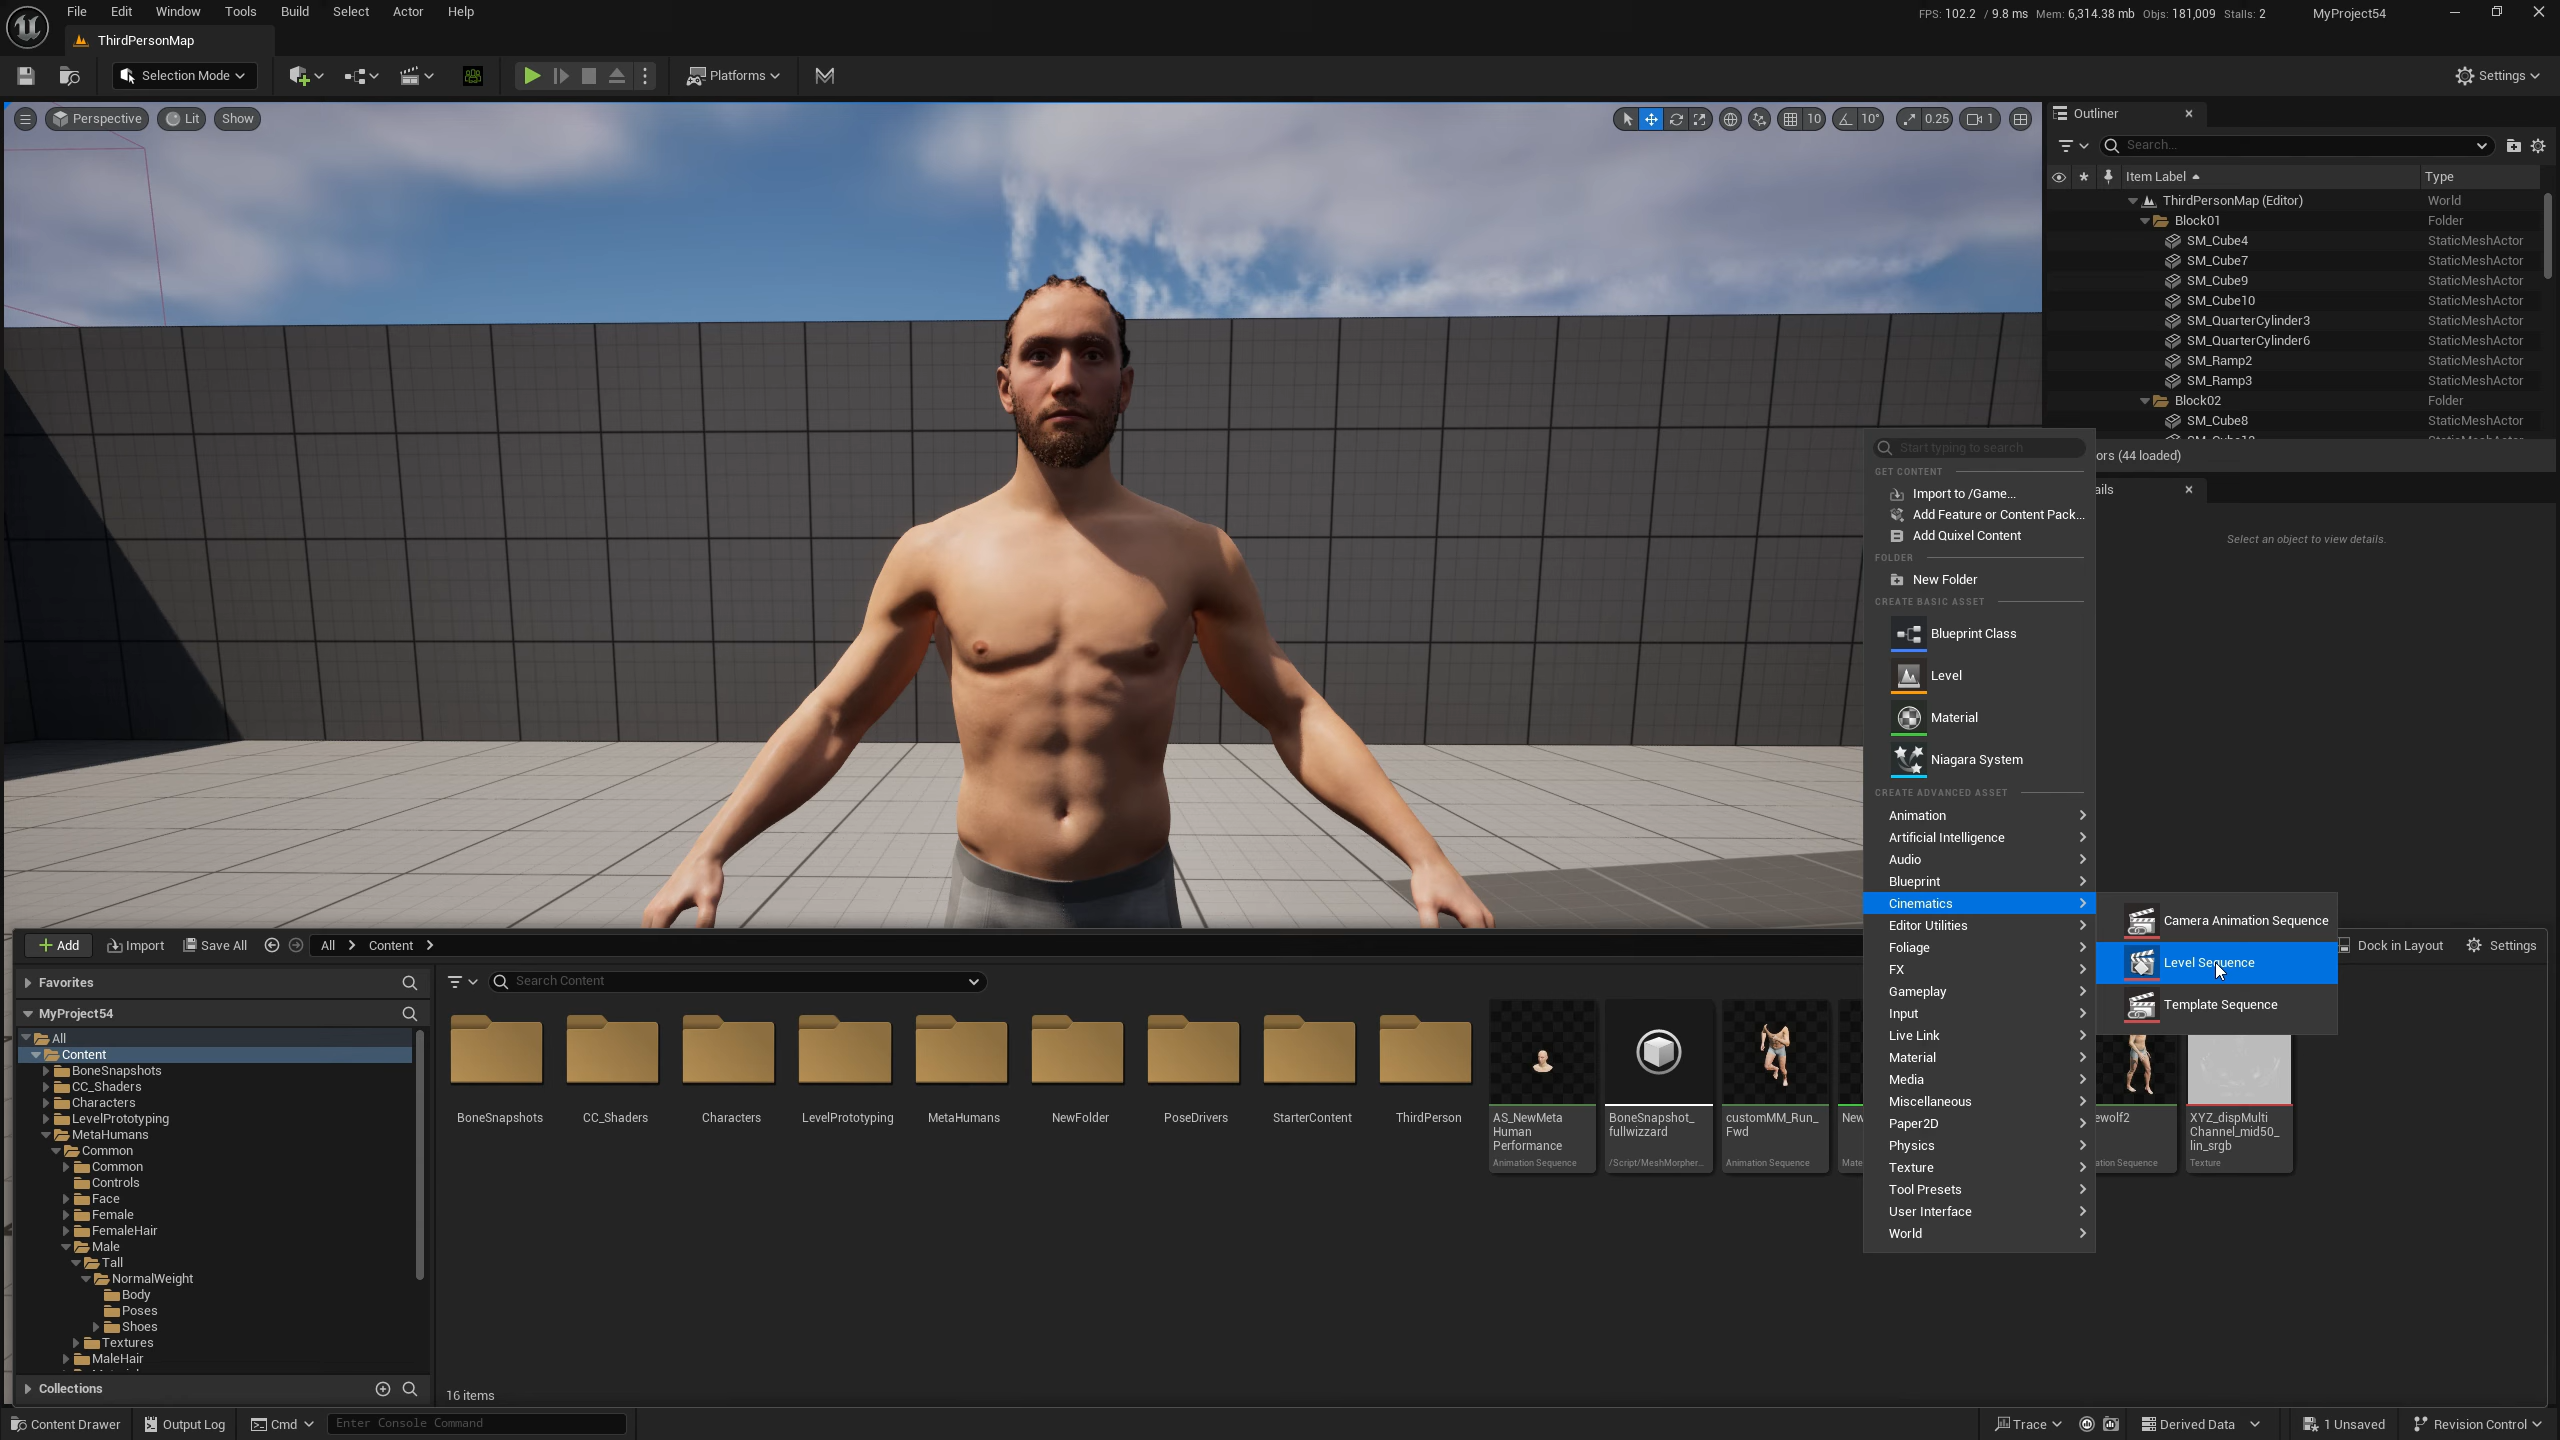 File Edit Window Tools Build Select Actor Help
FPS: 102.2 / 9.8 ms Mem: 6,314.38 mb Objs: 181,009 Stalls: 2
MyProject54
ThirdPersonMap
Selection Mode
Platforms
Settings
Perspective
Lit
Show
10
10°
0.25
1
Outliner
Search...
Item Label
Type
ThirdPersonMap (Editor) World
Block01 Folder
SM_Cube4 StaticMeshActor
SM_Cube7 StaticMeshActor
SM_Cube9 StaticMeshActor
SM_Cube10 StaticMeshActor
SM_QuarterCylinder3 StaticMeshActor
SM_QuarterCylinder6 StaticMeshActor
SM_Ramp2 StaticMeshActor
SM_Ramp3 StaticMeshActor
Block02 Folder
SM_Cube8 StaticMeshActor
ors (44 loaded)
ails
Select an object to view details.
Start typing to search
GET CONTENT
Import to /Game...
Add Feature or Content Pack...
Add Quixel Content
FOLDER
New Folder
CREATE BASIC ASSET
Blueprint Class
Level
Material
Niagara System
CREATE ADVANCED ASSET
Animation
Artificial Intelligence
Audio
Blueprint
Cinematics
Editor Utilities
Foliage
FX
Gameplay
Input
Live Link
Material
Media
Miscellaneous
Paper2D
Physics
Texture
Tool Presets
User Interface
World
Camera Animation Sequence
Level Sequence
Template Sequence
Add
Import
Save All
All
Content
Dock in Layout
Settings
Favorites
MyProject54
All
Content
BoneSnapshots
CC_Shaders
Characters
LevelPrototyping
MetaHumans
Common
Common
Controls
Face
Female
FemaleHair
Male
Tall
NormalWeight
Body
Poses
Shoes
Textures
MaleHair
Collections
Search Content
BoneSnapshots
CC_Shaders
Characters
LevelPrototyping
MetaHumans
NewFolder
PoseDrivers
StarterContent
ThirdPerson
AS_NewMeta
Human
Performance
Animation Sequence
BoneSnapshot_
fullwizzard
/Script/MeshMorpher...
customMM_Run_
Fwd
Animation Sequence
New
Mate
ewolf2
ation Sequence
XYZ_dispMulti
Channel_mid50_
lin_srgb
Texture
16 items
Content Drawer
Output Log
Cmd
Enter Console Command
Trace
Derived Data
1 Unsaved
Revision Control